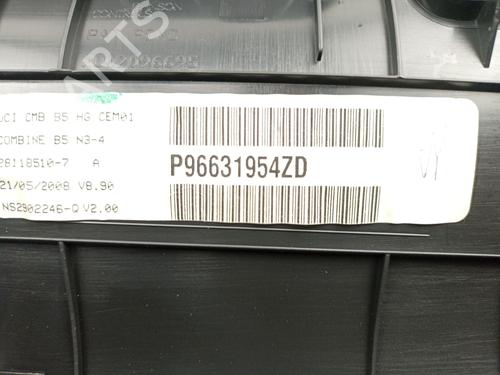 UCI CMB B5 HG CEM01
COMBINE B5 N3-4
28118510-7 A
21/05/2008 V8.90
NS2902246-Q V2.00
P96631954ZD